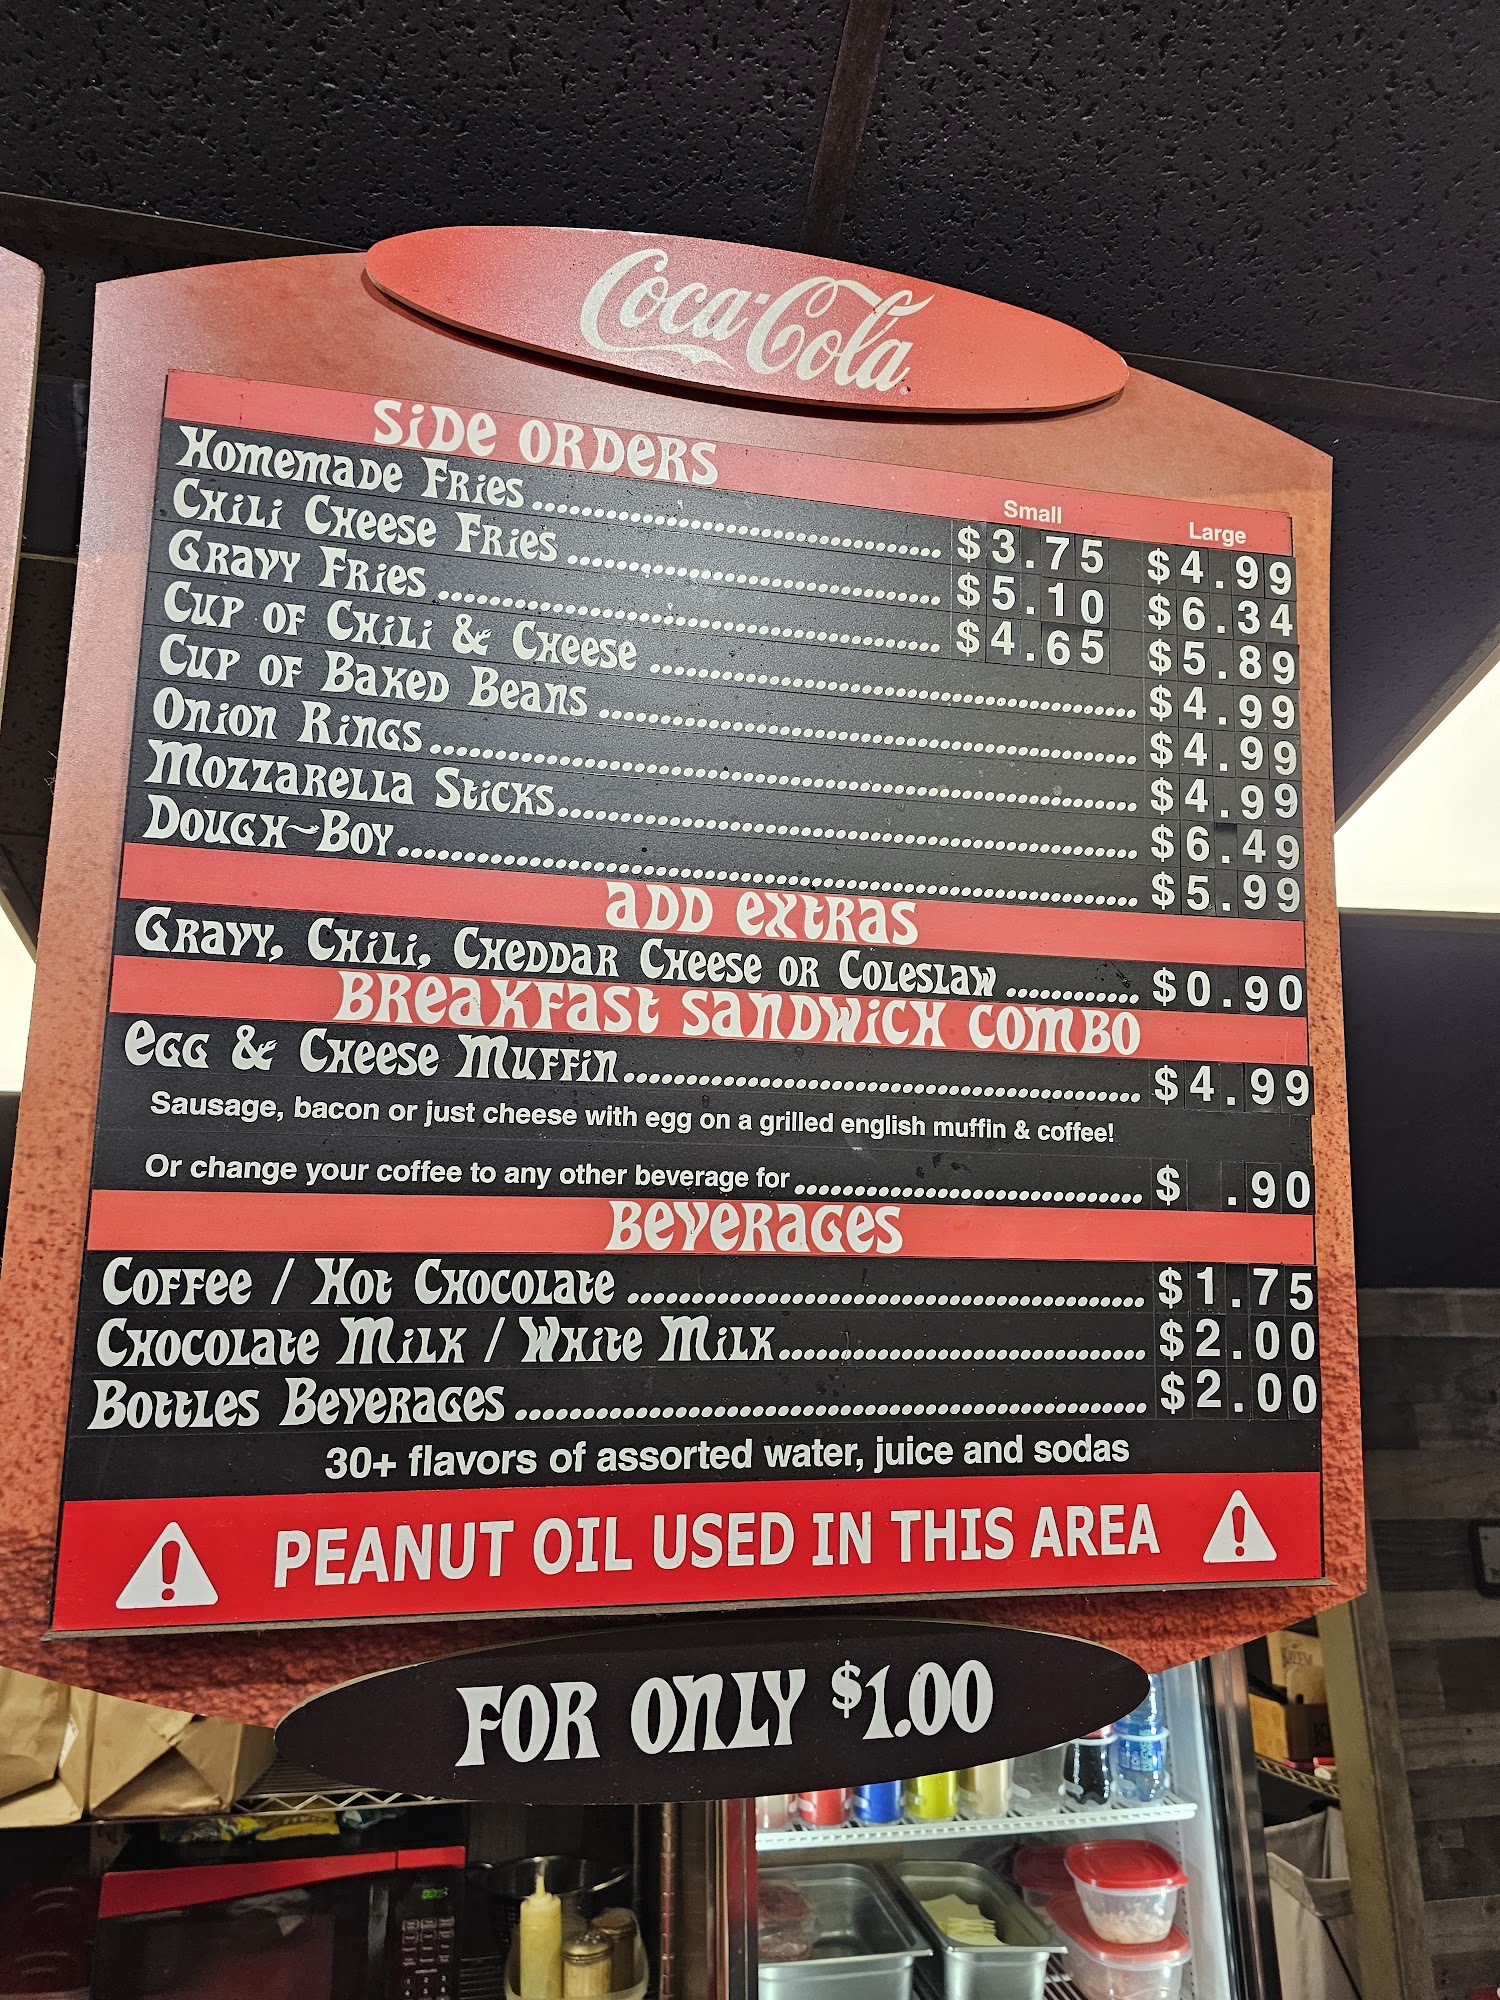 Coca-Cola
Side Orders
Small Large
Homemade Fries $3.75 $4.99
Chili Cheese Fries $5.10 $6.34
Gravy Fries $4.65 $5.89
Cup of Chili & Cheese $4.99
Cup of Baked Beans $4.99
Onion Rings $4.99
Mozzarella Sticks $6.49
Dough~Boy $5.99
Add Extras
Gravy, Chili, Cheddar Cheese or Coleslaw $0.90
Breakfast Sandwich Combo
Egg & Cheese Muffin $4.99
Sausage, bacon or just cheese with egg on a grilled english muffin & coffee!
Or change your coffee to any other beverage for $ .90
Beverages
Coffee / Hot Chocolate $1.75
Chocolate Milk / White Milk $2.00
Bottles Beverages $2.00
30+ flavors of assorted water, juice and sodas
PEANUT OIL USED IN THIS AREA
FOR ONLY $1.00